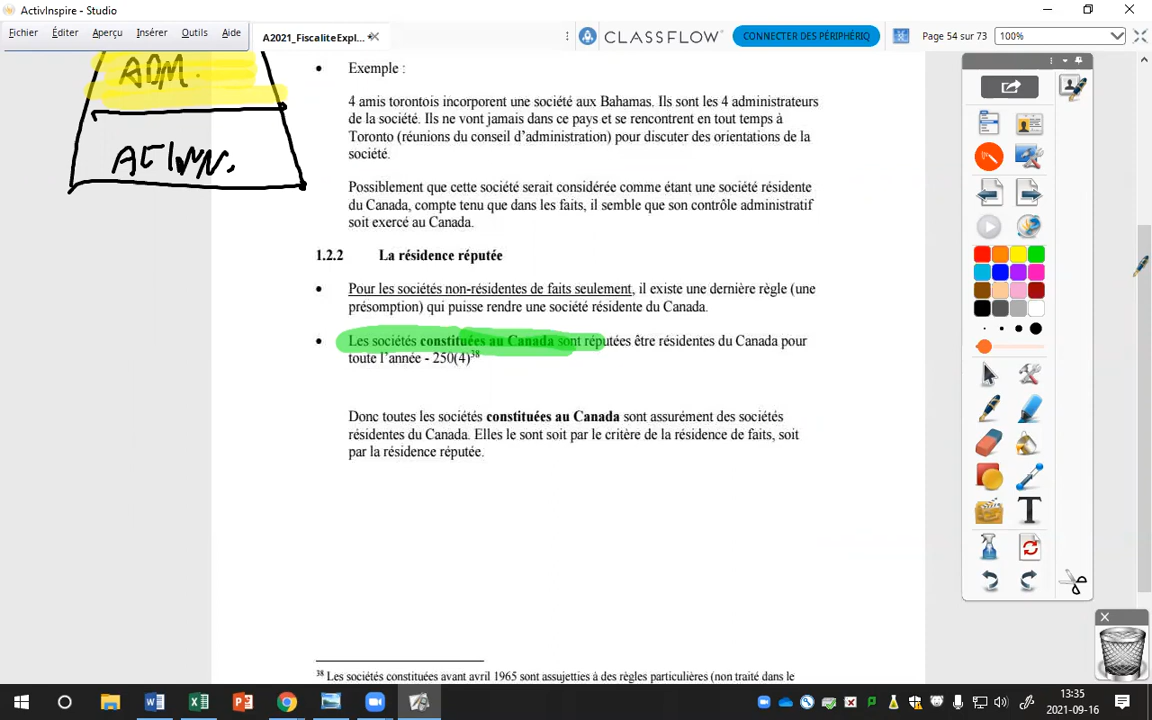 ActivInspire - Studio
Fichier Éditer Aperçu Insérer Outils Aide
A2021_FiscaliteExpl...
CLASSFLOW
CONNECTER DES PÉRIPHÉRIQ
Page 54 sur 73
100%
ADM.
ACTINN.
• Exemple :
4 amis torontois incorporent une société aux Bahamas. Ils sont les 4 administrateurs
de la société. Ils ne vont jamais dans ce pays et se rencontrent en tout temps à
Toronto (réunions du conseil d’administration) pour discuter des orientations de la
société.
Possiblement que cette société serait considérée comme étant une société résidente
du Canada, compte tenu que dans les faits, il semble que son contrôle administratif
soit exercé au Canada.
1.2.2 La résidence réputée
• Pour les sociétés non-résidentes de faits seulement, il existe une dernière règle (une
présomption) qui puisse rendre une société résidente du Canada.
• Les sociétés constituées au Canada sont réputées être résidentes du Canada pour
toute l’année - 250(4)38
Donc toutes les sociétés constituées au Canada sont assurément des sociétés
résidentes du Canada. Elles le sont soit par le critère de la résidence de faits, soit
par la résidence réputée.
38 Les sociétés constituées avant avril 1965 sont assujetties à des règles particulières (non traité dans le
13:35
2021-09-16